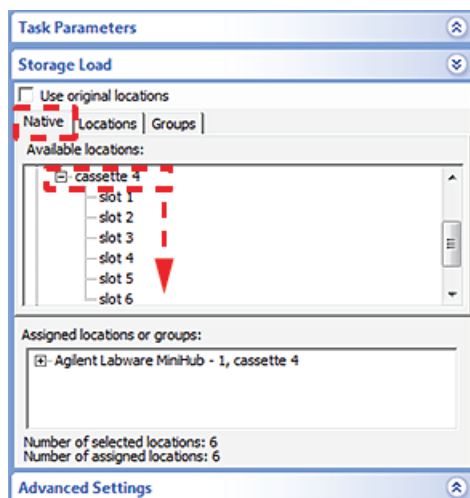 Task Parameters
Storage Load
Use original locations
Native Locations Groups
Available locations:
cassette 4
slot 1
slot 2
slot 3
slot 4
slot 5
slot 6
Assigned locations or groups:
Agilent Labware MiniHub - 1, cassette 4
Number of selected locations: 6
Number of assigned locations: 6
Advanced Settings